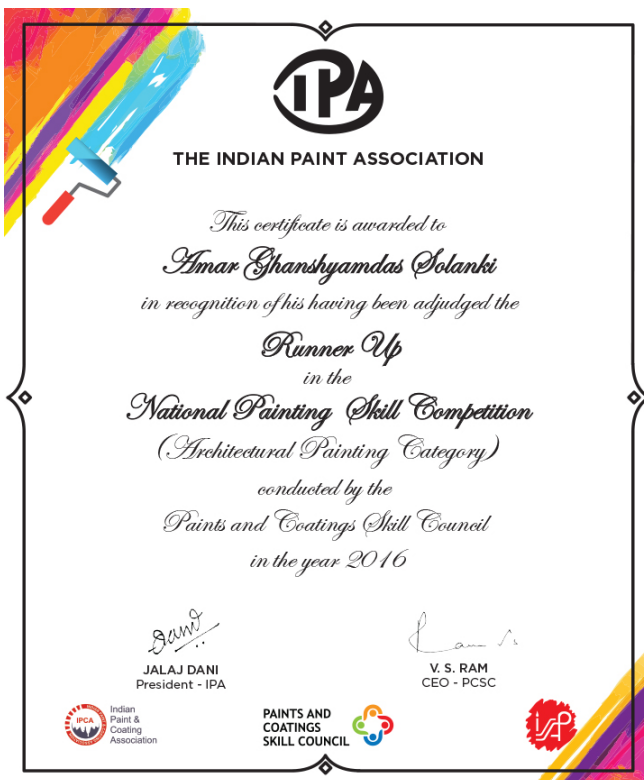 IPA
THE INDIAN PAINT ASSOCIATION
This certificate is awarded to
Amar Ghanshyamdas Solanki
in recognition of his having been adjudged the
Runner Up
in the
National Painting Skill Competition
(Architectural Painting Category)
conducted by the
Paints and Coatings Skill Council
in the year 2016
JALAJ DANI
President - IPA
V. S. RAM
CEO - PCSC
IPCA
Indian
Paint &
Coating
Association
PAINTS AND
COATINGS
SKILL COUNCIL